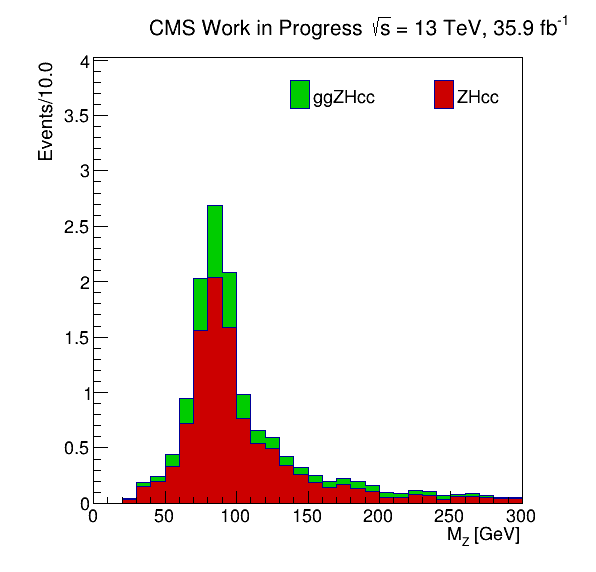 CMS Work in Progress √s = 13 TeV, 35.9 fb⁻¹
Events/10.0
4
3.5
3
2.5
2
1.5
1
0.5
0
ggZHcc ZHcc
0 50 100 150 200 250 300
M_Z [GeV]